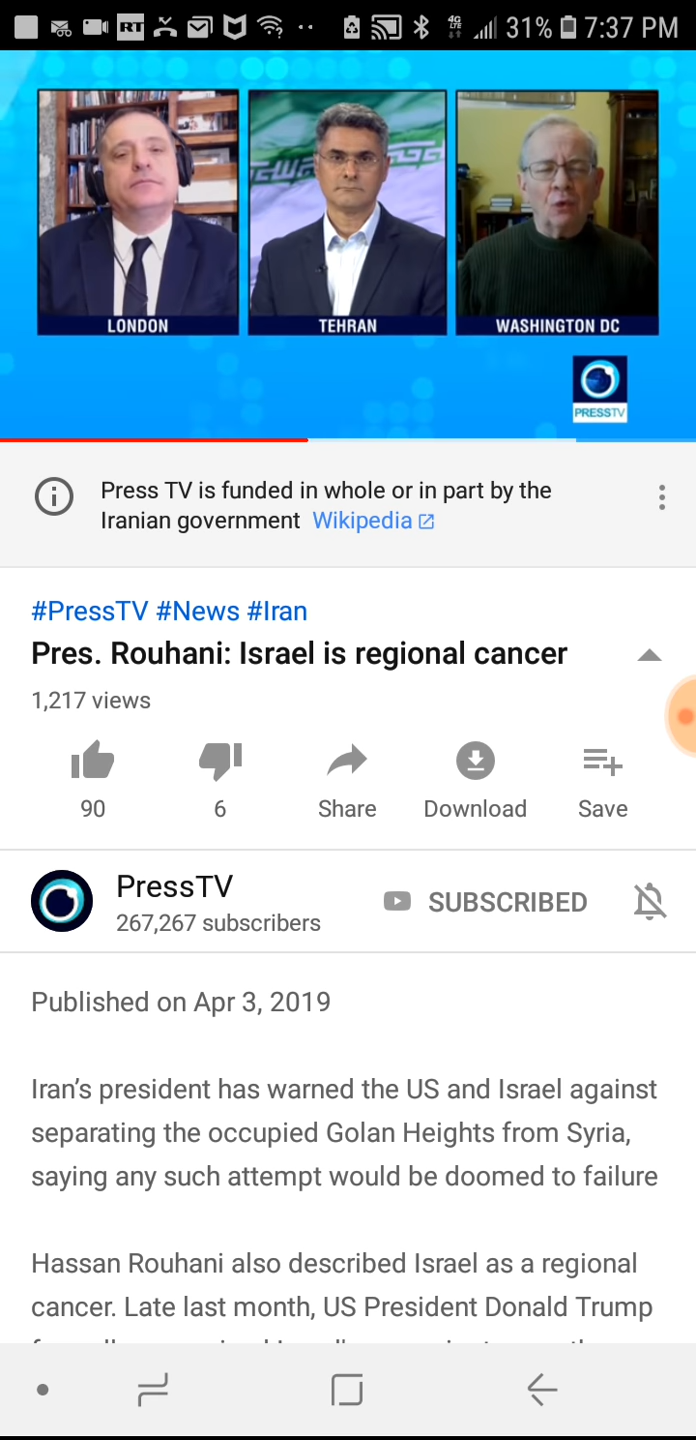 RT
4G
LTE
31%
7:37 PM
LONDON
TEHRAN
WASHINGTON DC
PRESSTV
Press TV is funded in whole or in part by the
Iranian government Wikipedia
#PressTV #News #Iran
Pres. Rouhani: Israel is regional cancer
1,217 views
90
6
Share
Download
Save
PressTV
267,267 subscribers
SUBSCRIBED
Published on Apr 3, 2019
Iran's president has warned the US and Israel against
separating the occupied Golan Heights from Syria,
saying any such attempt would be doomed to failure
Hassan Rouhani also described Israel as a regional
cancer. Late last month, US President Donald Trump